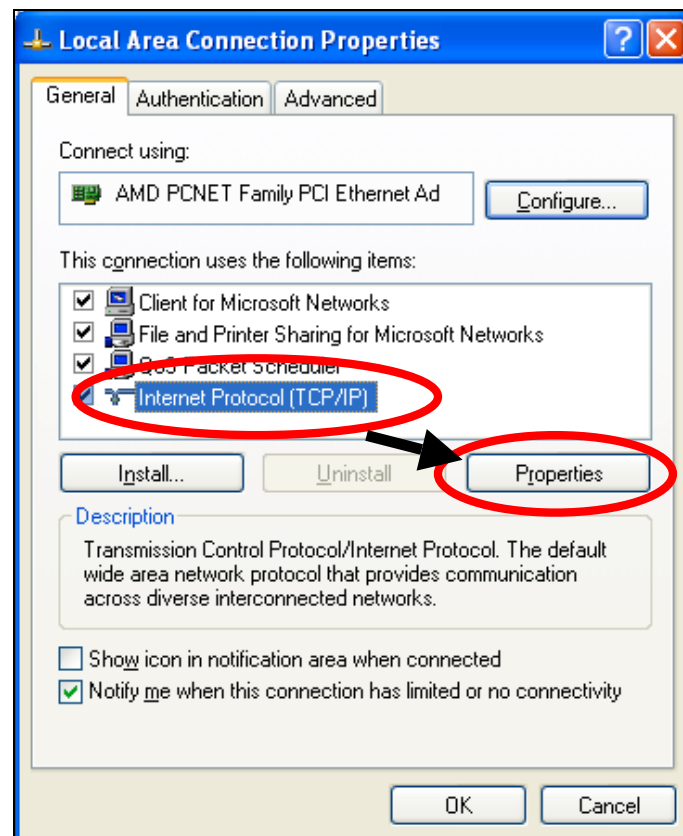 Local Area Connection Properties
General Authentication Advanced
Connect using:
AMD PCNET Family PCI Ethernet Ad
Configure...
This connection uses the following items:
Client for Microsoft Networks
File and Printer Sharing for Microsoft Networks
QoS Packet Scheduler
Internet Protocol (TCP/IP)
Install... Uninstall Properties
Description
Transmission Control Protocol/Internet Protocol. The default
wide area network protocol that provides communication
across diverse interconnected networks.
Show icon in notification area when connected
Notify me when this connection has limited or no connectivity
OK Cancel